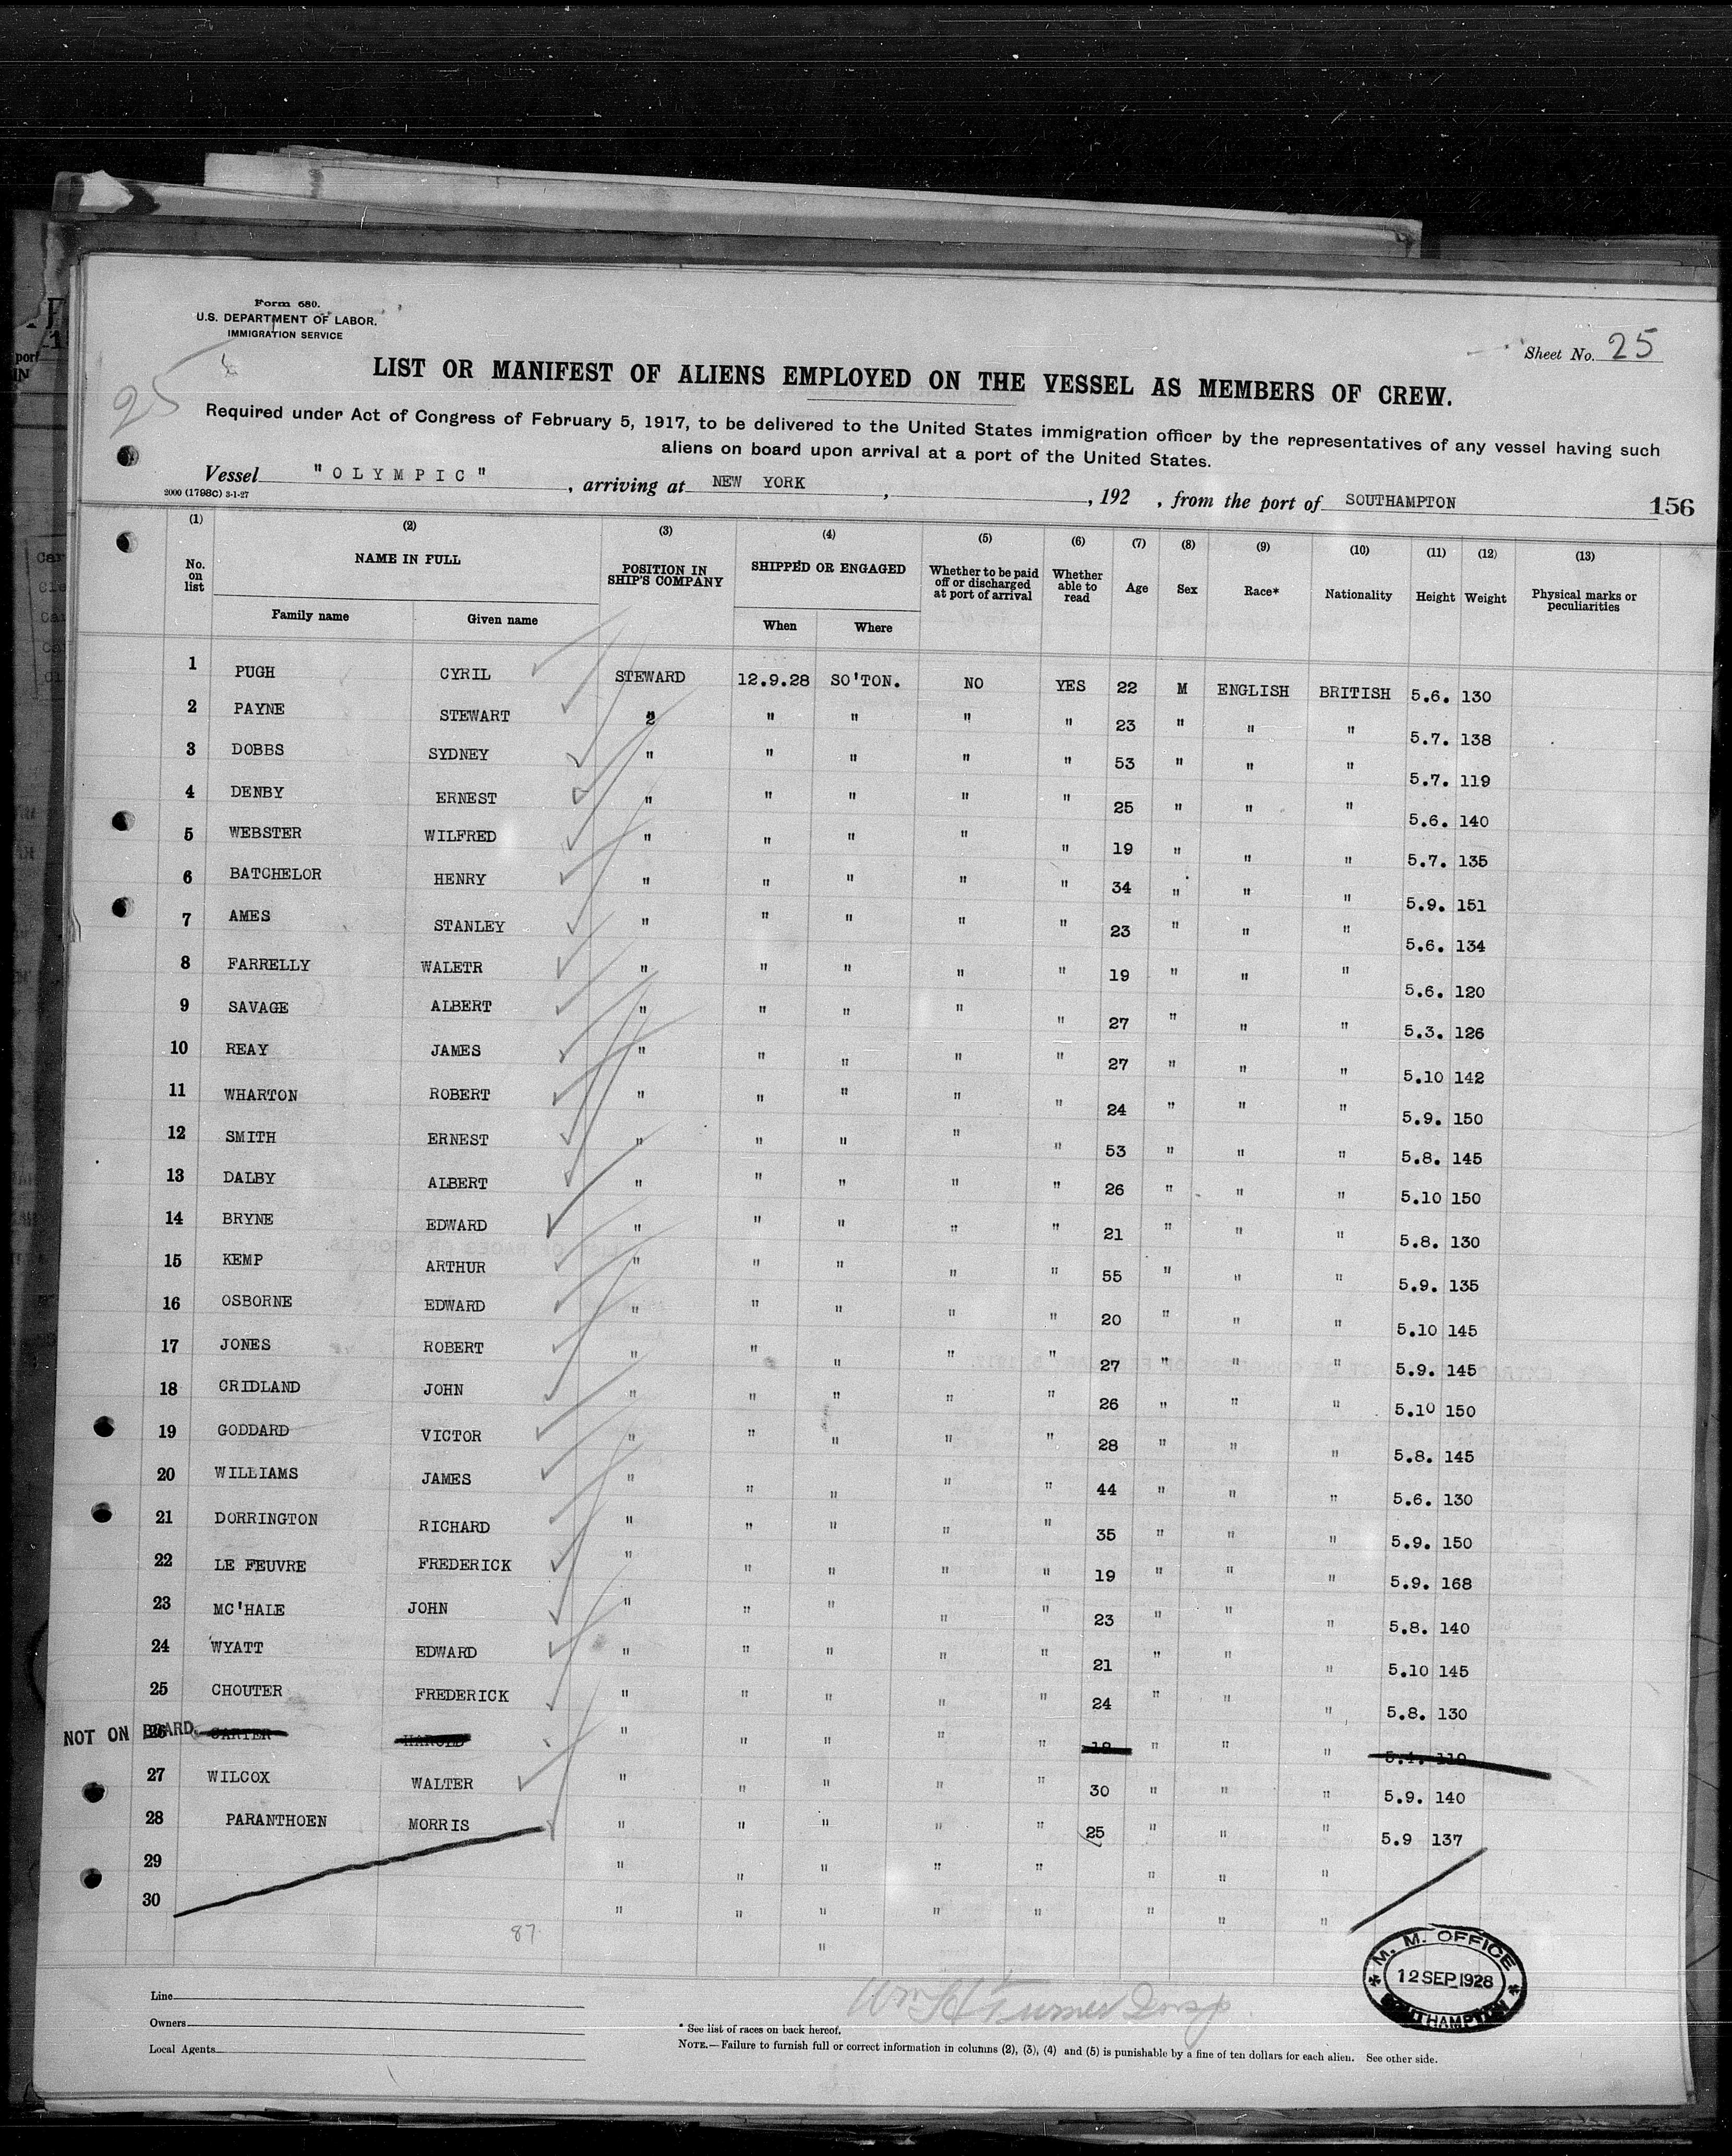 Form 680.
U.S. DEPARTMENT OF LABOR.
IMMIGRATION SERVICE
Sheet No. 25
25
LIST OR MANIFEST OF ALIENS EMPLOYED ON THE VESSEL AS MEMBERS OF CREW.
Required under Act of Congress of February 5, 1917, to be delivered to the United States immigration officer by the representatives of any vessel having such
aliens on board upon arrival at a port of the United States.
Vessel "OLYMPIC", arriving at NEW YORK, , 192 , from the port of SOUTHAMPTON
2000 (1798c) 3-1-27
156
(1) (2) (3) (4) (5) (6) (7) (8) (9) (10) (11) (12) (13)
No. on list NAME IN FULL POSITION IN SHIP'S COMPANY SHIPPED OR ENGAGED Whether to be paid off or discharged at port of arrival Whether able to read Age Sex Race* Nationality Height Weight Physical marks or peculiarities
Family name Given name When Where
1 PUGH CYRIL STEWARD 12.9.28 SO'TON. NO YES 22 M ENGLISH BRITISH 5.6. 130
2 PAYNE STEWART " " " " " 23 " " " 5.7. 138
3 DOBBS SYDNEY " " " " " 53 " " " 5.7. 119
4 DENBY ERNEST " " " " " 25 " " " 5.6. 140
5 WEBSTER WILFRED " " " " " 19 " " " 5.7. 135
6 BATCHELOR HENRY " " " " " 34 " " " 5.9. 151
7 AMES STANLEY " " " " " 23 " " " 5.6. 134
8 FARRELLY WALETR " " " " " 19 " " " 5.6. 120
9 SAVAGE ALBERT " " " " " 27 " " " 5.3. 126
10 REAY JAMES " " " " " 27 " " " 5.10 142
11 WHARTON ROBERT " " " " " 24 " " " 5.9. 150
12 SMITH ERNEST " " " " " 53 " " " 5.8. 145
13 DALBY ALBERT " " " " " 26 " " " 5.10 150
14 BRYNE EDWARD " " " " " 21 " " " 5.8. 130
15 KEMP ARTHUR " " " " " 55 " " " 5.9. 135
16 OSBORNE EDWARD " " " " " 20 " " " 5.10 145
17 JONES ROBERT " " " " " 27 " " " 5.9. 145
18 CRIDLAND JOHN " " " " " 26 " " " 5.10 150
19 GODDARD VICTOR " " " " " 28 " " " 5.8. 145
20 WILLIAMS JAMES " " " " " 44 " " " 5.6. 130
21 DORRINGTON RICHARD " " " " " 35 " " " 5.9. 150
22 LE FEUVRE FREDERICK " " " " " 19 " " " 5.9. 168
23 MC'HALE JOHN " " " " " 23 " " " 5.8. 140
24 WYATT EDWARD " " " " " 21 " " " 5.10 145
25 CHOUTER FREDERICK " " " " " 24 " " " 5.8. 130
NOT ON BOARD. 26 CARTER HAROLD " " " " " " " "
27 WILCOX WALTER " " " " " 30 " " " 5.9. 140
28 PARANTHOEN MORRIS " " " " " 25 " " " 5.9 137
29 " " " " " " " "
30 " " " " " " " "
87 "
M. M. OFFICE
12 SEP 1928
SOUTHAMPTON
Line
Owners
Local Agents
* See list of races on back hereof.
NOTE.—Failure to furnish full or correct information in columns (2), (3), (4) and (5) is punishable by a fine of ten dollars for each alien. See other side.